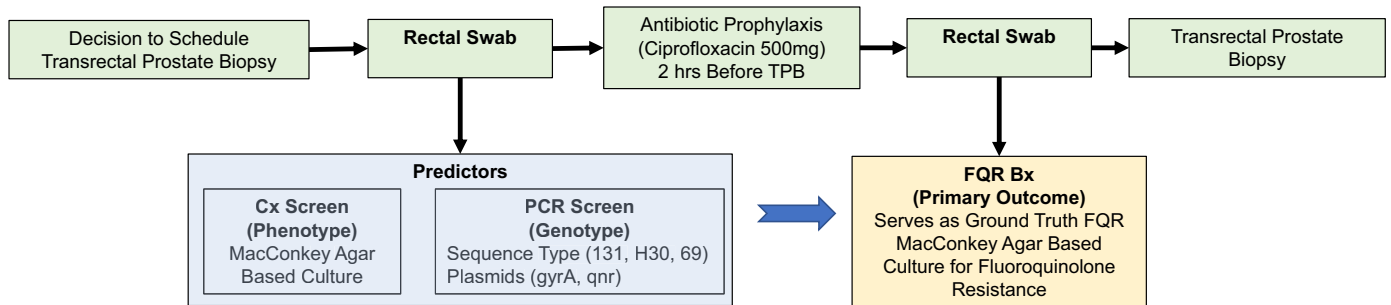 Decision to Schedule
Transrectal Prostate Biopsy
Rectal Swab
Antibiotic Prophylaxis
(Ciprofloxacin 500mg)
2 hrs Before TPB
Rectal Swab
Transrectal Prostate
Biopsy
Predictors
Cx Screen
(Phenotype)
MacConkey Agar
Based Culture
PCR Screen
(Genotype)
Sequence Type (131, H30, 69)
Plasmids (gyrA, qnr)
FQR Bx
(Primary Outcome)
Serves as Ground Truth FQR
MacConkey Agar Based
Culture for Fluoroquinolone
Resistance